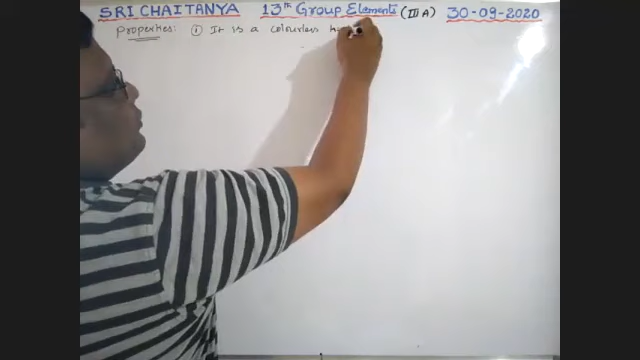 SRI CHAITANYA 13th Group Elements (III A) 30-09-2020
Properties: ① It is a colourless